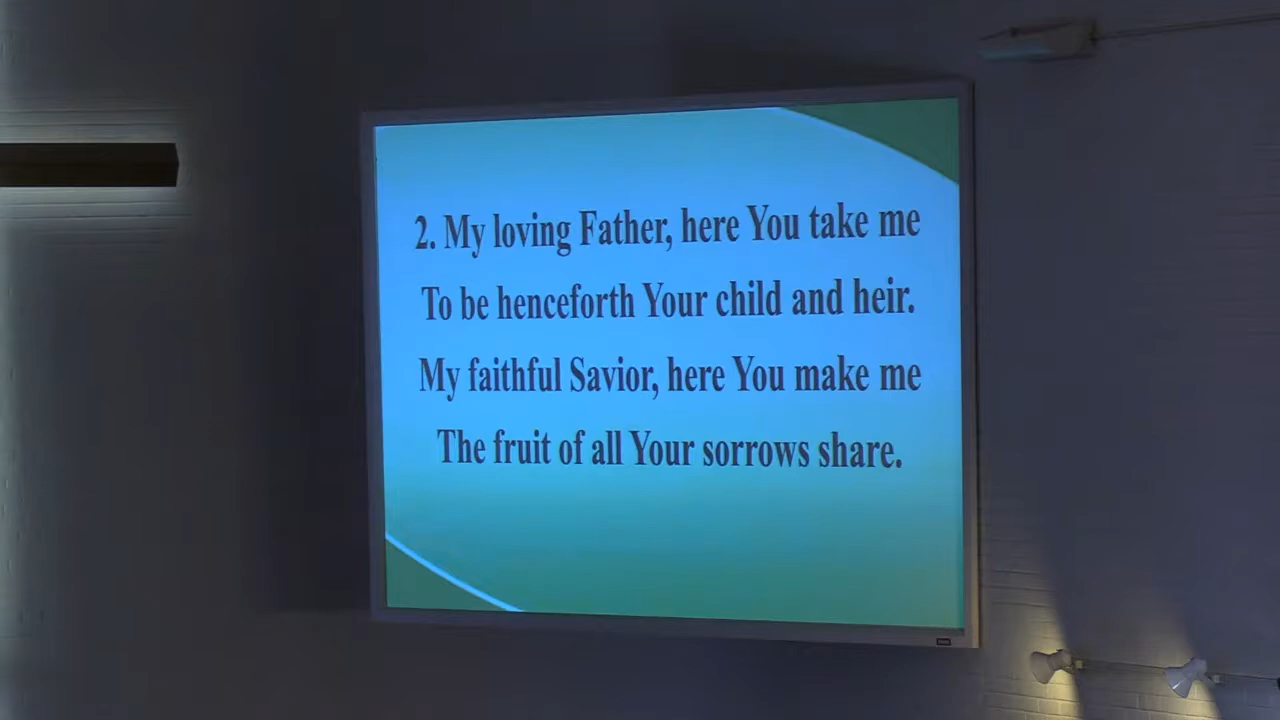 2. My loving Father, here You take me
To be henceforth Your child and heir.
My faithful Savior, here You make me
The fruit of all Your sorrows share.